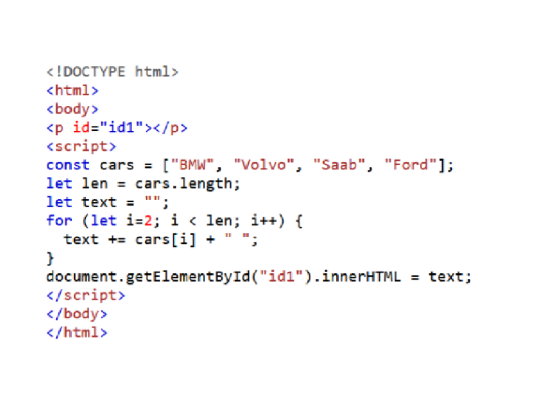 <!DOCTYPE html>
<html>
<body>
<p id="id1"></p>
<script>
const cars = ["BMW", "Volvo", "Saab", "Ford"];
let len = cars.length;
let text = "";
for (let i=2; i < len; i++) {
  text += cars[i] + " ";
}
document.getElementById("id1").innerHTML = text;
</script>
</body>
</html>